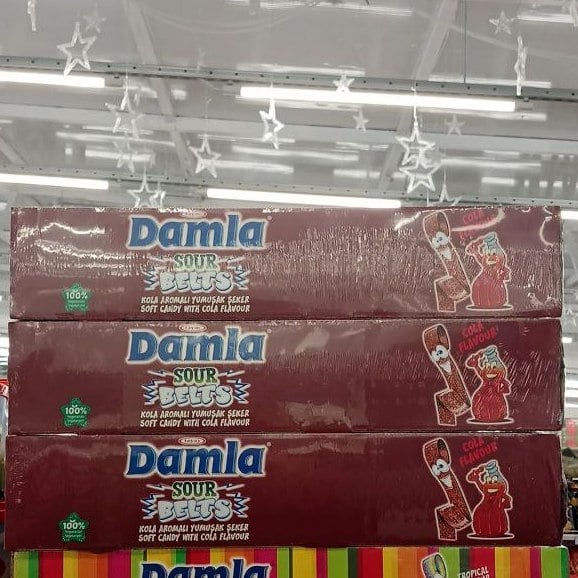 Damla
SOUR
BELTS
KOLA AROMALI YUMUŞAK ŞEKER
SOFT CANDY WITH COLA FLAVOUR
100%
COLA
Damla
SOUR
BELTS
KOLA AROMALI YUMUŞAK ŞEKER
SOFT CANDY WITH COLA FLAVOUR
100%
COLA
FLAVOUR
Tayas
Damla
SOUR
BELTS
KOLA AROMALI YUMUŞAK ŞEKER
SOFT CANDY WITH COLA FLAVOUR
100%
Vegetarian
COLA
FLAVOUR
Damla
TROPICAL